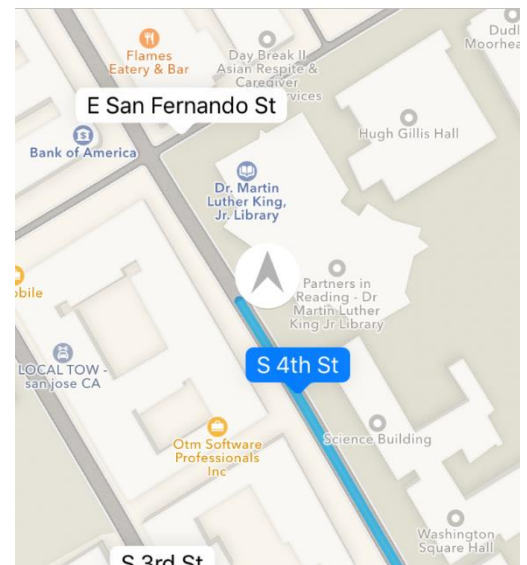 Dudl
Moorhea
Flames
Eatery & Bar
Day Break II
Asian Respite &
Caregiver
rvices
E San Fernando St
Hugh Gillis Hall
Bank of America
Dr. Martin
Luther King,
Jr. Library
obile
Partners in
Reading - Dr
Martin Luther
King Jr Library
LOCAL TOW -
san jose CA
S 4th St
Otm Software
Professionals
Inc
Science Building
Washington
Square Hall
S 3rd St